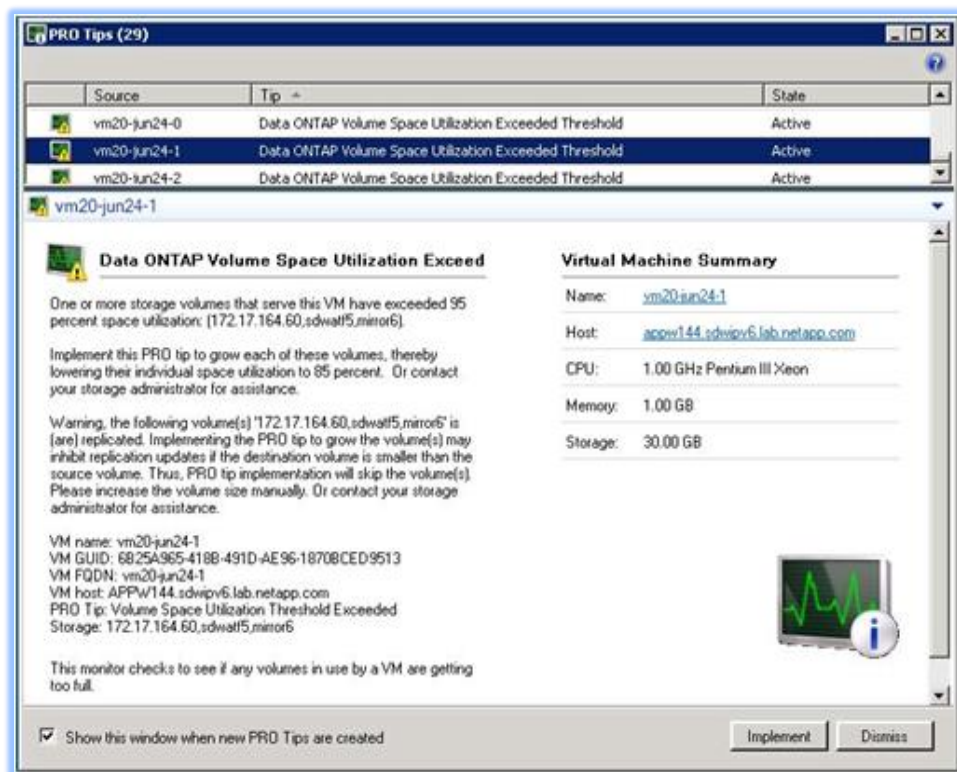 PRO Tips (29)
Source Tip State
vm20-jun24-0 Data ONTAP Volume Space Utilization Exceeded Threshold Active
vm20-jun24-1 Data ONTAP Volume Space Utilization Exceeded Threshold Active
vm20-jun24-2 Data ONTAP Volume Space Utilization Exceeded Threshold Active
vm20-jun24-1
Data ONTAP Volume Space Utilization Exceed
One or more storage volumes that serve this VM have exceeded 95
percent space utilization: (172.17.164.60,sdwatf5,mirror6).
Implement this PRO tip to grow each of these volumes, thereby
lowering their individual space utilization to 85 percent. Or contact
your storage administrator for assistance.
Warning, the following volume(s) '172.17.164.60,sdwatf5,mirror6' is
(are) replicated. Implementing the PRO tip to grow the volume(s) may
inhibit replication updates if the destination volume is smaller than the
source volume. Thus, PRO tip implementation will skip the volume(s).
Please increase the volume size manually. Or contact your storage
administrator for assistance.
VM name: vm20-jun24-1
VM GUID: 6B25A965-418B-491D-AE96-1870BCED9513
VM FQDN: vm20-jun24-1
VM host: APPW144.sdwipv6.lab.netapp.com
PRO Tip: Volume Space Utilization Threshold Exceeded
Storage: 172.17.164.60,sdwatf5,mirror6
This monitor checks to see if any volumes in use by a VM are getting
too full.
Virtual Machine Summary
Name: vm20-jun24-1
Host: appw144.sdwipv6.lab.netapp.com
CPU: 1.00 GHz Pentium III Xeon
Memory: 1.00 GB
Storage: 30.00 GB
Show this window when new PRO Tips are created
Implement Dismiss